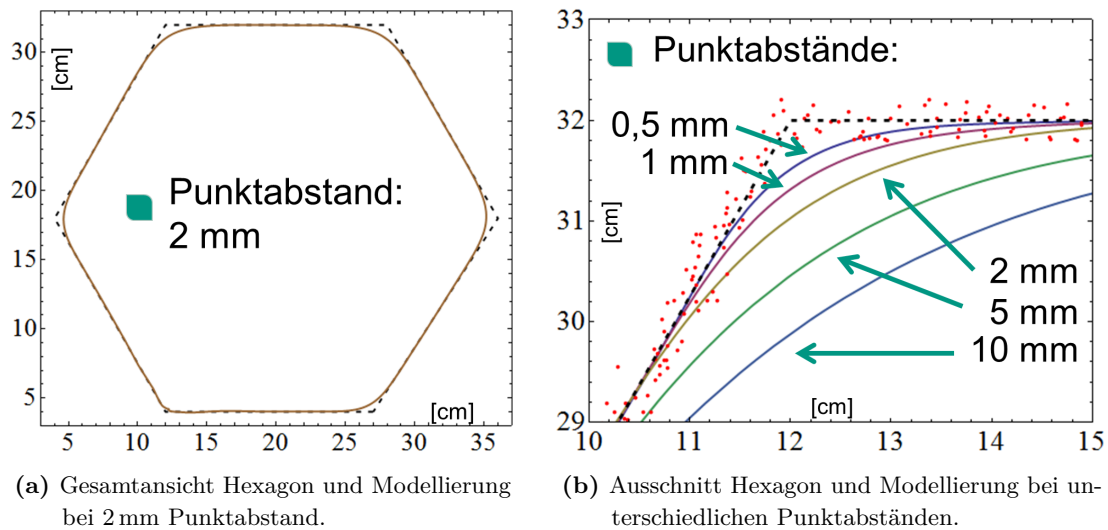 30
25
20
15
10
5
[cm]
Punktabstand:
2 mm
[cm]
5 10 15 20 25 30 35
33
32
31
30
29
[cm]
Punktabstände:
0,5 mm
1 mm
2 mm
5 mm
10 mm
[cm]
10 11 12 13 14 15
(a) Gesamtansicht Hexagon und Modellierung
bei 2 mm Punktabstand.
(b) Ausschnitt Hexagon und Modellierung bei un-
terschiedlichen Punktabständen.